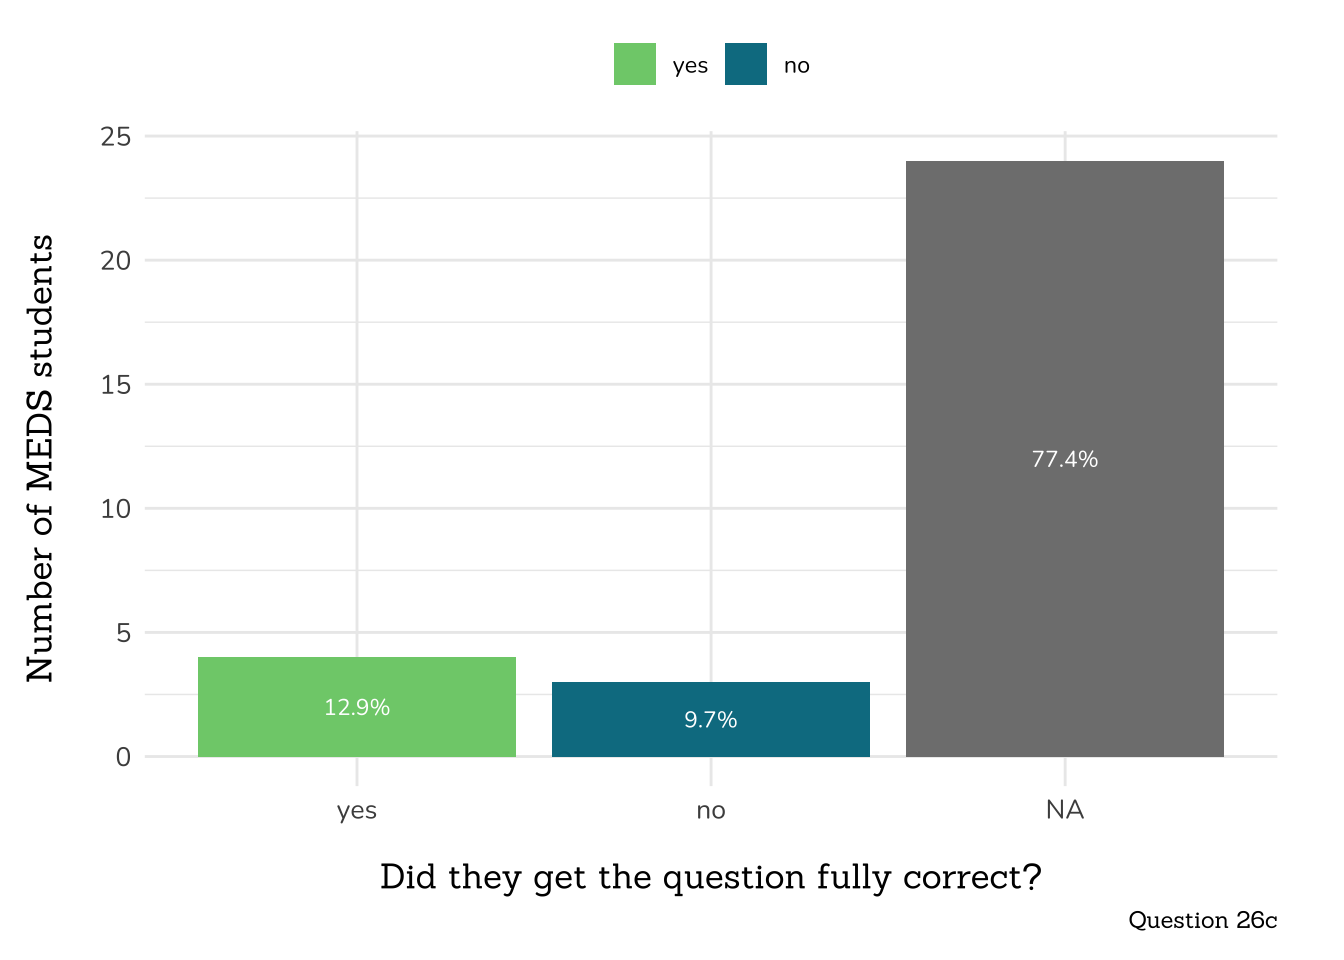 yes no
25
20
15
10
5
0
Number of MEDS students
12.9%
9.7%
77.4%
yes no NA
Did they get the question fully correct?
Question 26c